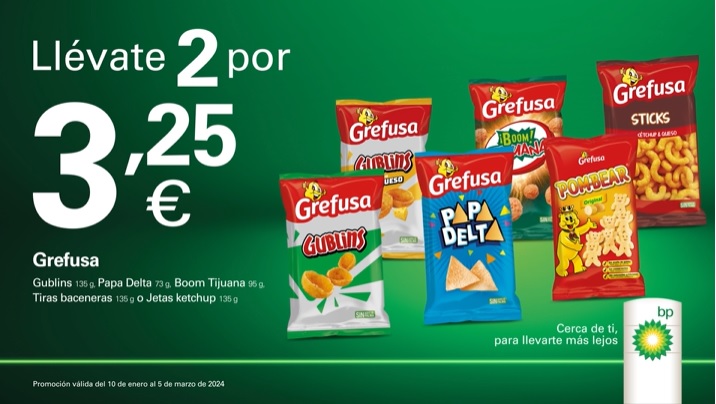 Llévate 2 por
3,25
€
Grefusa
Gublins 135 g, Papa Delta 73 g, Boom Tijuana 95 g,
Tiras baceneras 135 g o Jetas ketchup 135 g
Promoción válida del 10 de enero al 5 de marzo de 2024
Grefusa
GUBLINS
QUESO
Grefusa
¡BOOM!
Grefusa
STICKS
KÉTCHUP & QUESO
Grefusa
GUBLINS
Grefusa
PAPA
DELTA
Grefusa
POMBEAR
Original
Cerca de ti,
para llevarte más lejos
bp